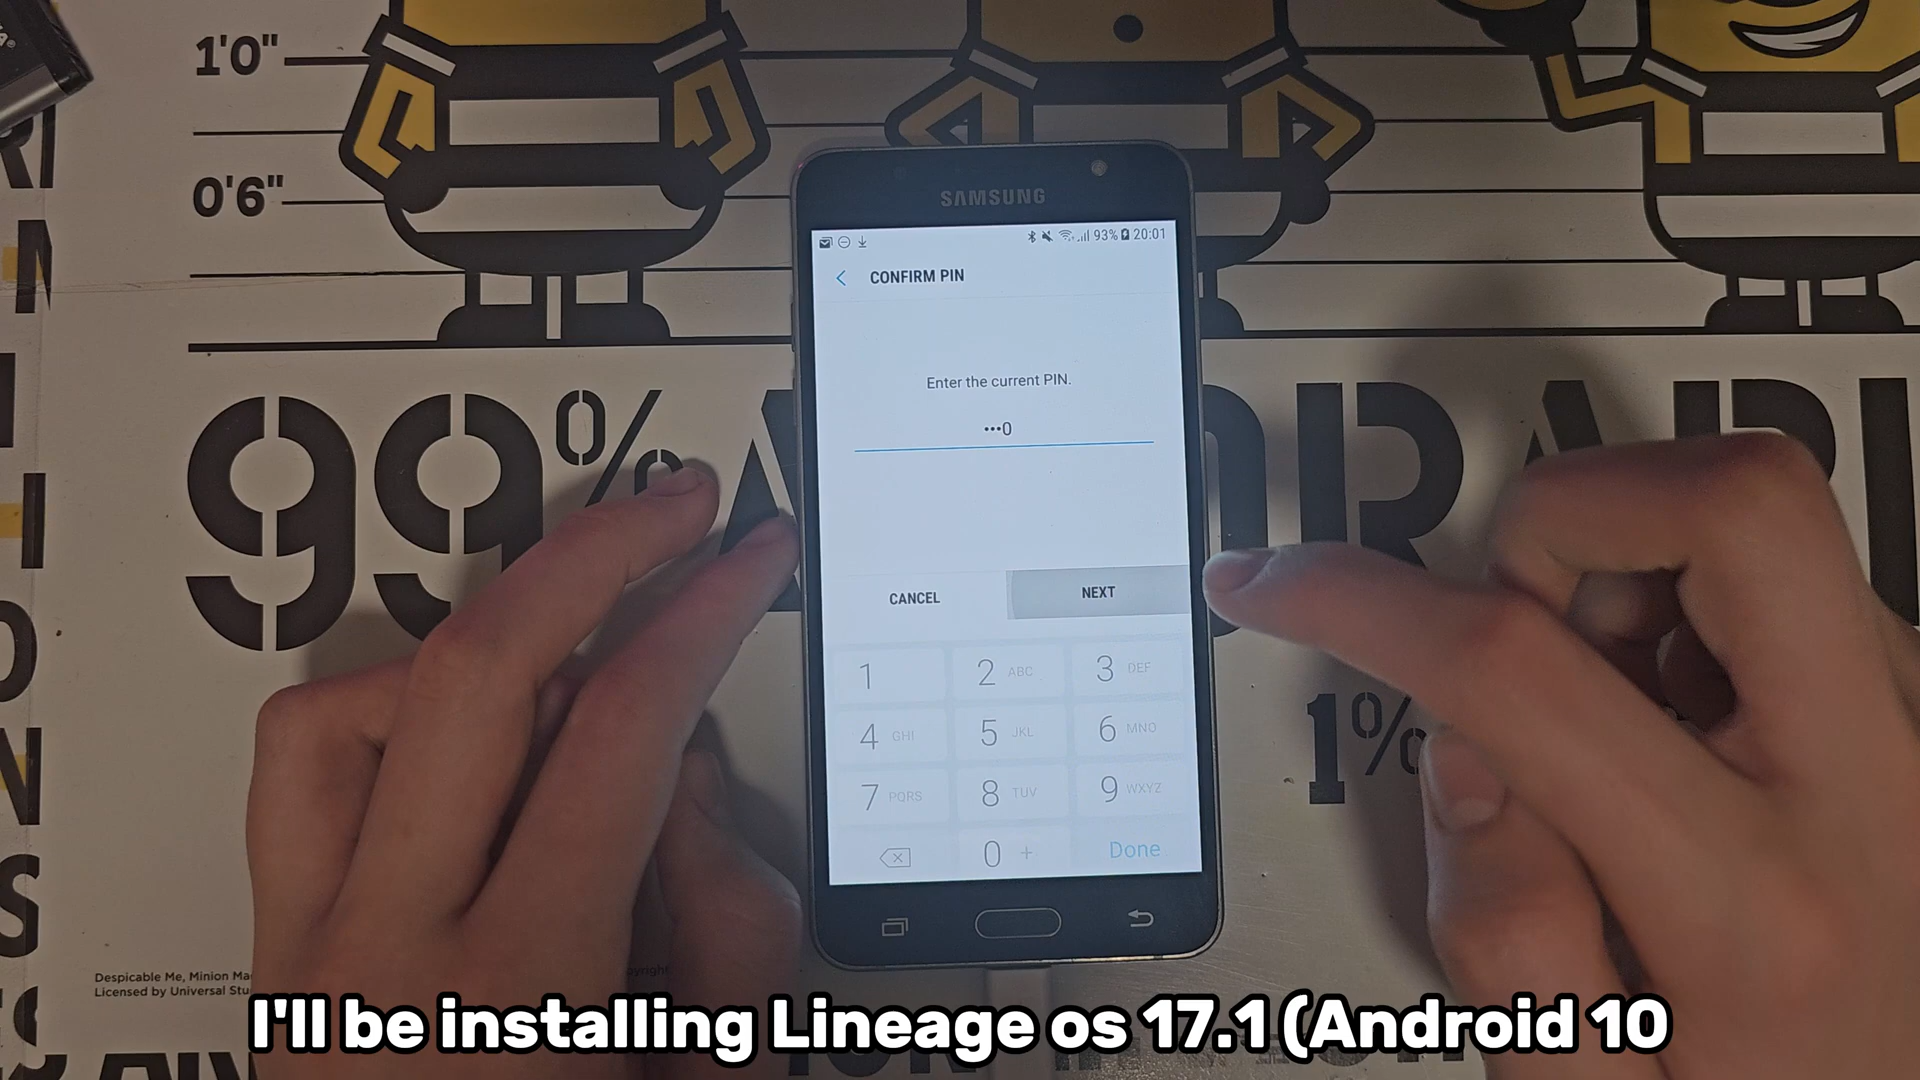 1'0"
0'6"
SAMSUNG
93% 20:01
CONFIRM PIN
Enter the current PIN.
•••0
CANCEL
NEXT
1
2 ABC
3 DEF
4 GHI
5 JKL
6 MNO
7 PQRS
8 TUV
9 WXYZ
0 +
Done
99%
1%
Despicable Me, Minion Ma
Licensed by Universal Stu
I'll be installing Lineage os 17.1 (Android 10